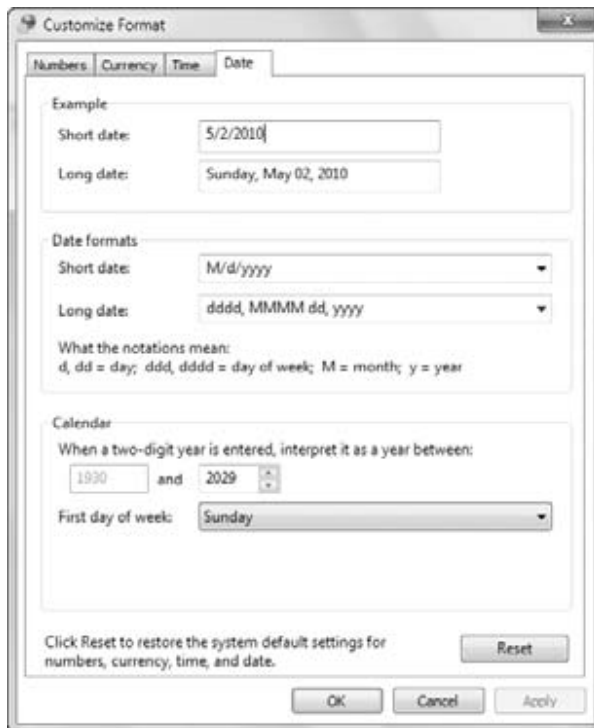 Customize Format
Numbers Currency Time Date
Example
Short date: 5/2/2010
Long date: Sunday, May 02, 2010
Date formats
Short date: M/d/yyyy
Long date: dddd, MMMM dd, yyyy
What the notations mean:
d, dd = day; ddd, dddd = day of week; M = month; y = year
Calendar
When a two-digit year is entered, interpret it as a year between:
1930 and 2029
First day of week: Sunday
Click Reset to restore the system default settings for
numbers, currency, time, and date.
Reset
OK Cancel Apply